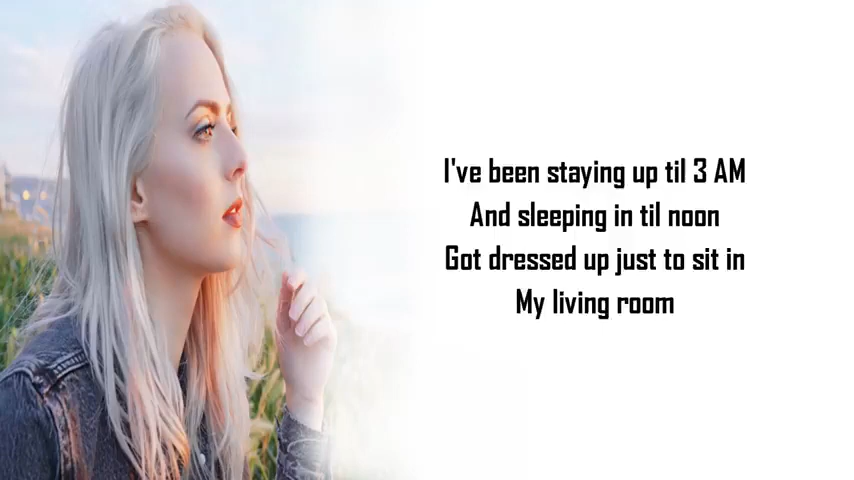 I've been staying up til 3 AM
And sleeping in til noon
Got dressed up just to sit in
My living room